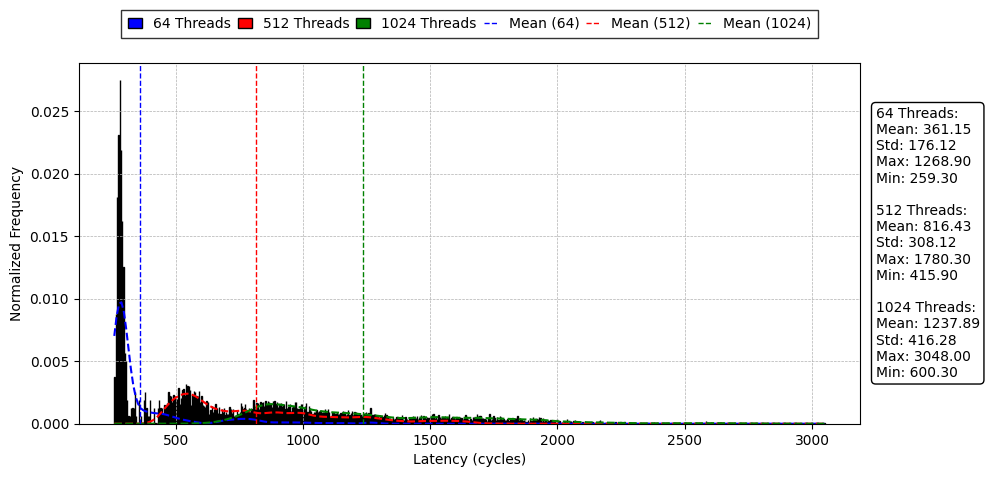 64 Threads 512 Threads 1024 Threads Mean (64) Mean (512) Mean (1024)
0.025
0.020
0.015
0.010
0.005
0.000
Normalized Frequency
500 1000 1500 2000 2500 3000
Latency (cycles)
64 Threads:
Mean: 361.15
Std: 176.12
Max: 1268.90
Min: 259.30
512 Threads:
Mean: 816.43
Std: 308.12
Max: 1780.30
Min: 415.90
1024 Threads:
Mean: 1237.89
Std: 416.28
Max: 3048.00
Min: 600.30